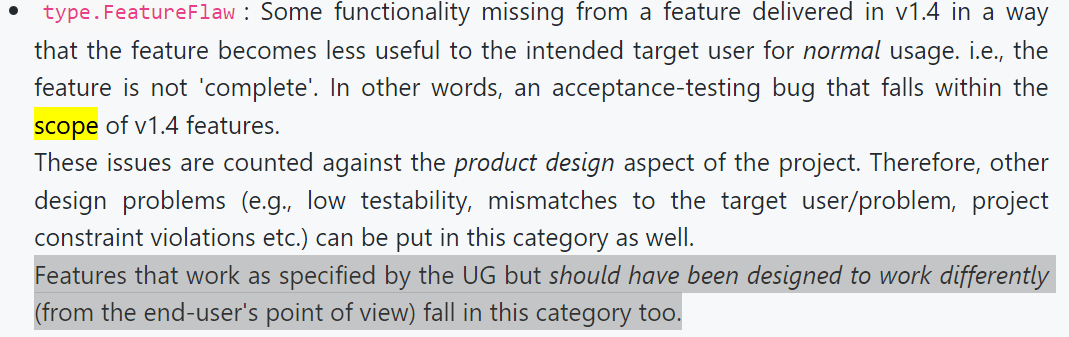 type.FeatureFlaw : Some functionality missing from a feature delivered in v1.4 in a way
that the feature becomes less useful to the intended target user for normal usage. i.e., the
feature is not 'complete'. In other words, an acceptance-testing bug that falls within the
scope of v1.4 features.
These issues are counted against the product design aspect of the project. Therefore, other
design problems (e.g., low testability, mismatches to the target user/problem, project
constraint violations etc.) can be put in this category as well.
Features that work as specified by the UG but should have been designed to work differently
(from the end-user's point of view) fall in this category too.